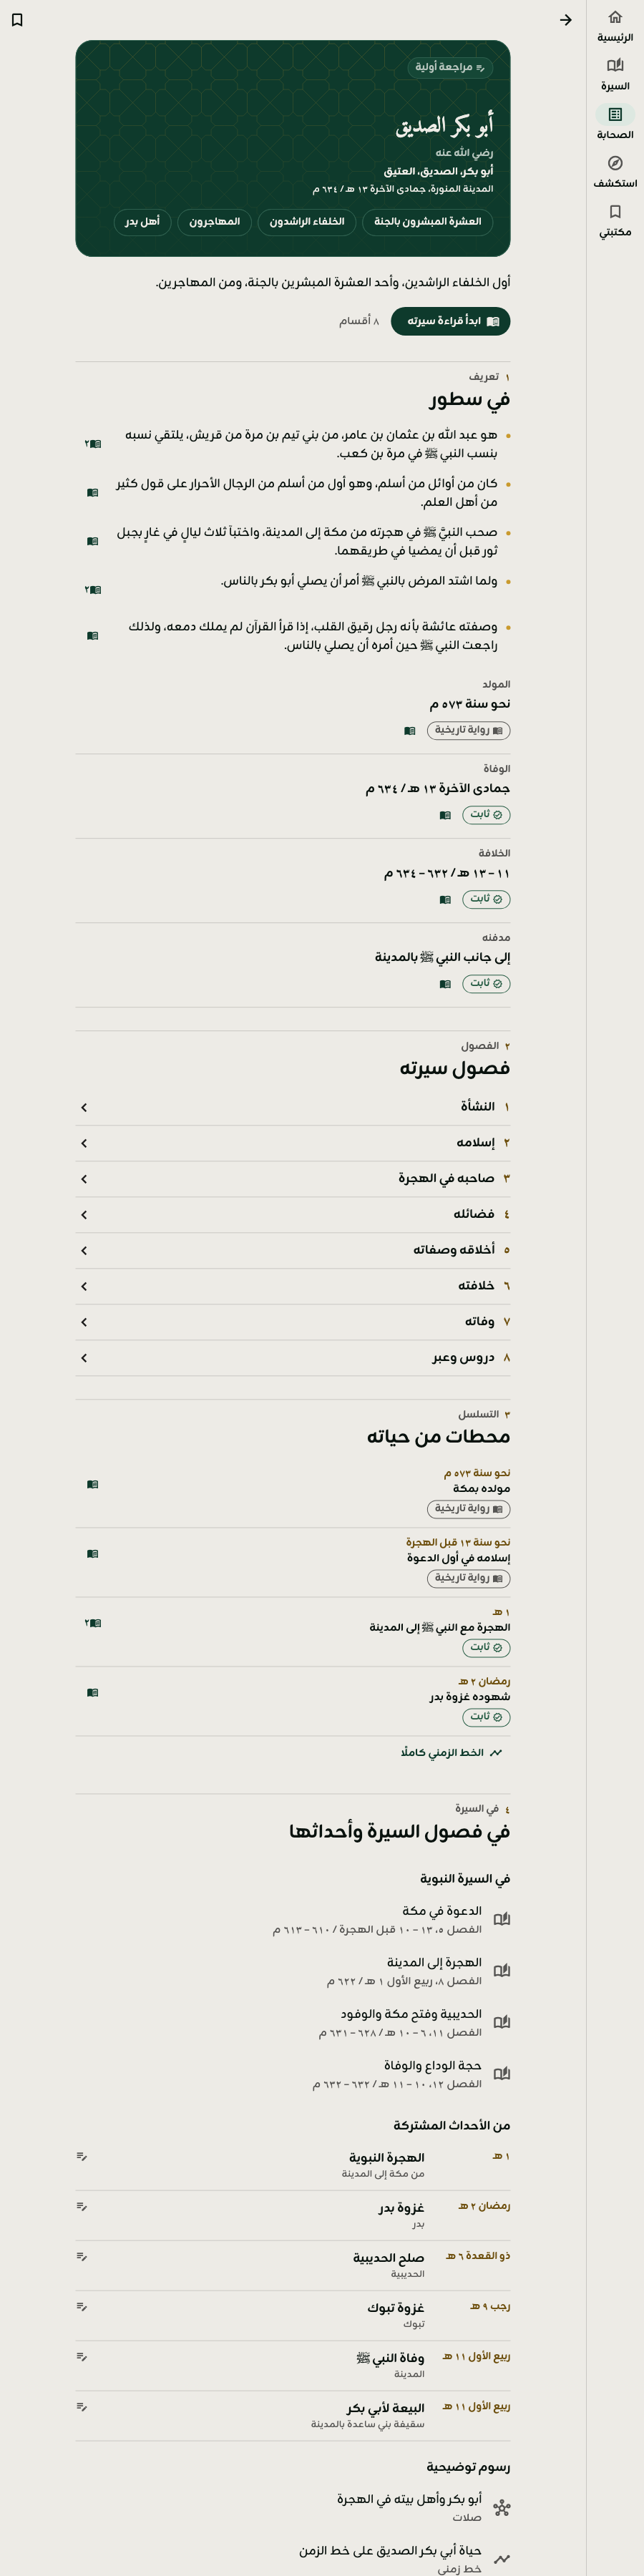 الرئيسية
السيرة
الصحابة
استكشف
مكتبتي
مراجعة أولية
أبو بكر الصديق
رضي الله عنه
أبو بكر، الصديق، العتيق
المدينة المنورة، جمادى الآخرة ١٣ هـ / ٦٣٤ م
العشرة المبشرون بالجنة
الخلفاء الراشدون
المهاجرون
أهل بدر
أول الخلفاء الراشدين، وأحد العشرة المبشرين بالجنة، ومن المهاجرين.
ابدأ قراءة سيرته
٨ أقسام
١ تعريف
في سطور
هو عبد الله بن عثمان بن عامر، من بني تيم بن مرة من قريش، يلتقي نسبه
بنسب النبي ﷺ في مرة بن كعب.
٢
كان من أوائل من أسلم، وهو أول من أسلم من الرجال الأحرار على قول كثير
من أهل العلم.
صحب النبيَّ ﷺ في هجرته من مكة إلى المدينة، واختبآ ثلاث ليالٍ في غارٍ بجبل
ثور قبل أن يمضيا في طريقهما.
ولما اشتد المرض بالنبي ﷺ أمر أن يصلي أبو بكر بالناس.
٢
وصفته عائشة بأنه رجل رقيق القلب، إذا قرأ القرآن لم يملك دمعه، ولذلك
راجعت النبي ﷺ حين أمره أن يصلي بالناس.
المولد
نحو سنة ٥٧٣ م
رواية تاريخية
الوفاة
جمادى الآخرة ١٣ هـ / ٦٣٤ م
ثابت
الخلافة
١١ – ١٣ هـ / ٦٣٢ – ٦٣٤ م
ثابت
مدفنه
إلى جانب النبي ﷺ بالمدينة
ثابت
٢ الفصول
فصول سيرته
١ النشأة
٢ إسلامه
٣ صاحبه في الهجرة
٤ فضائله
٥ أخلاقه وصفاته
٦ خلافته
٧ وفاته
٨ دروس وعبر
٣ التسلسل
محطات من حياته
نحو سنة ٥٧٣ م
مولده بمكة
رواية تاريخية
نحو سنة ١٣ قبل الهجرة
إسلامه في أول الدعوة
رواية تاريخية
١ هـ
الهجرة مع النبي ﷺ إلى المدينة
٢
ثابت
رمضان ٢ هـ
شهوده غزوة بدر
ثابت
الخط الزمني كاملًا
٤ في السيرة
في فصول السيرة وأحداثها
في السيرة النبوية
الدعوة في مكة
الفصل ٥، ١٣ – ١٠ قبل الهجرة / ٦١٠ – ٦١٣ م
الهجرة إلى المدينة
الفصل ٨، ربيع الأول ١ هـ / ٦٢٢ م
الحديبية وفتح مكة والوفود
الفصل ١١، ٦ – ١٠ هـ / ٦٢٨ – ٦٣١ م
حجة الوداع والوفاة
الفصل ١٢، ١٠ – ١١ هـ / ٦٣٢ – ٦٣٢ م
من الأحداث المشتركة
١ هـ
الهجرة النبوية
من مكة إلى المدينة
رمضان ٢ هـ
غزوة بدر
بدر
ذو القعدة ٦ هـ
صلح الحديبية
الحديبية
رجب ٩ هـ
غزوة تبوك
تبوك
ربيع الأول ١١ هـ
وفاة النبي ﷺ
المدينة
ربيع الأول ١١ هـ
البيعة لأبي بكر
سقيفة بني ساعدة بالمدينة
رسوم توضيحية
أبو بكر وأهل بيته في الهجرة
صلات
حياة أبي بكر الصديق على خط الزمن
خط زمني